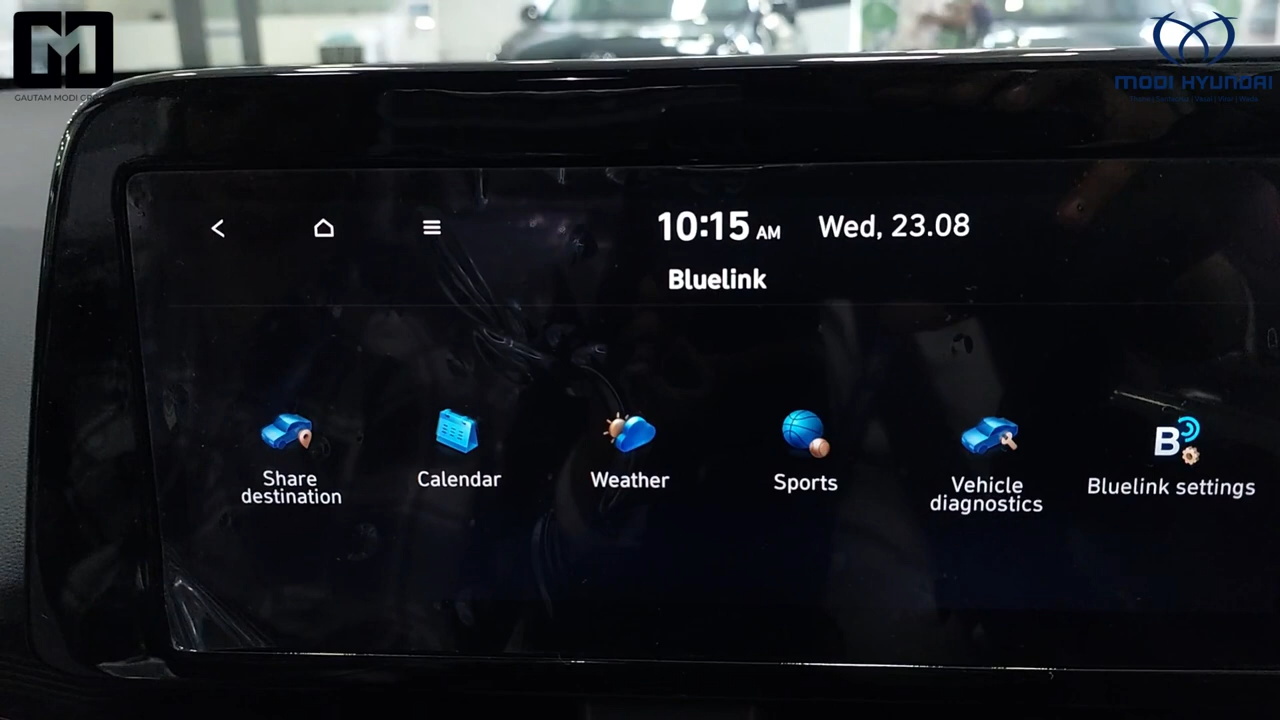 GAUTAM MODI
MODI HYUNDAI
10:15 AM Wed, 23.08
Bluelink
Share
destination
Calendar
Weather
Sports
Vehicle
diagnostics
Bluelink settings